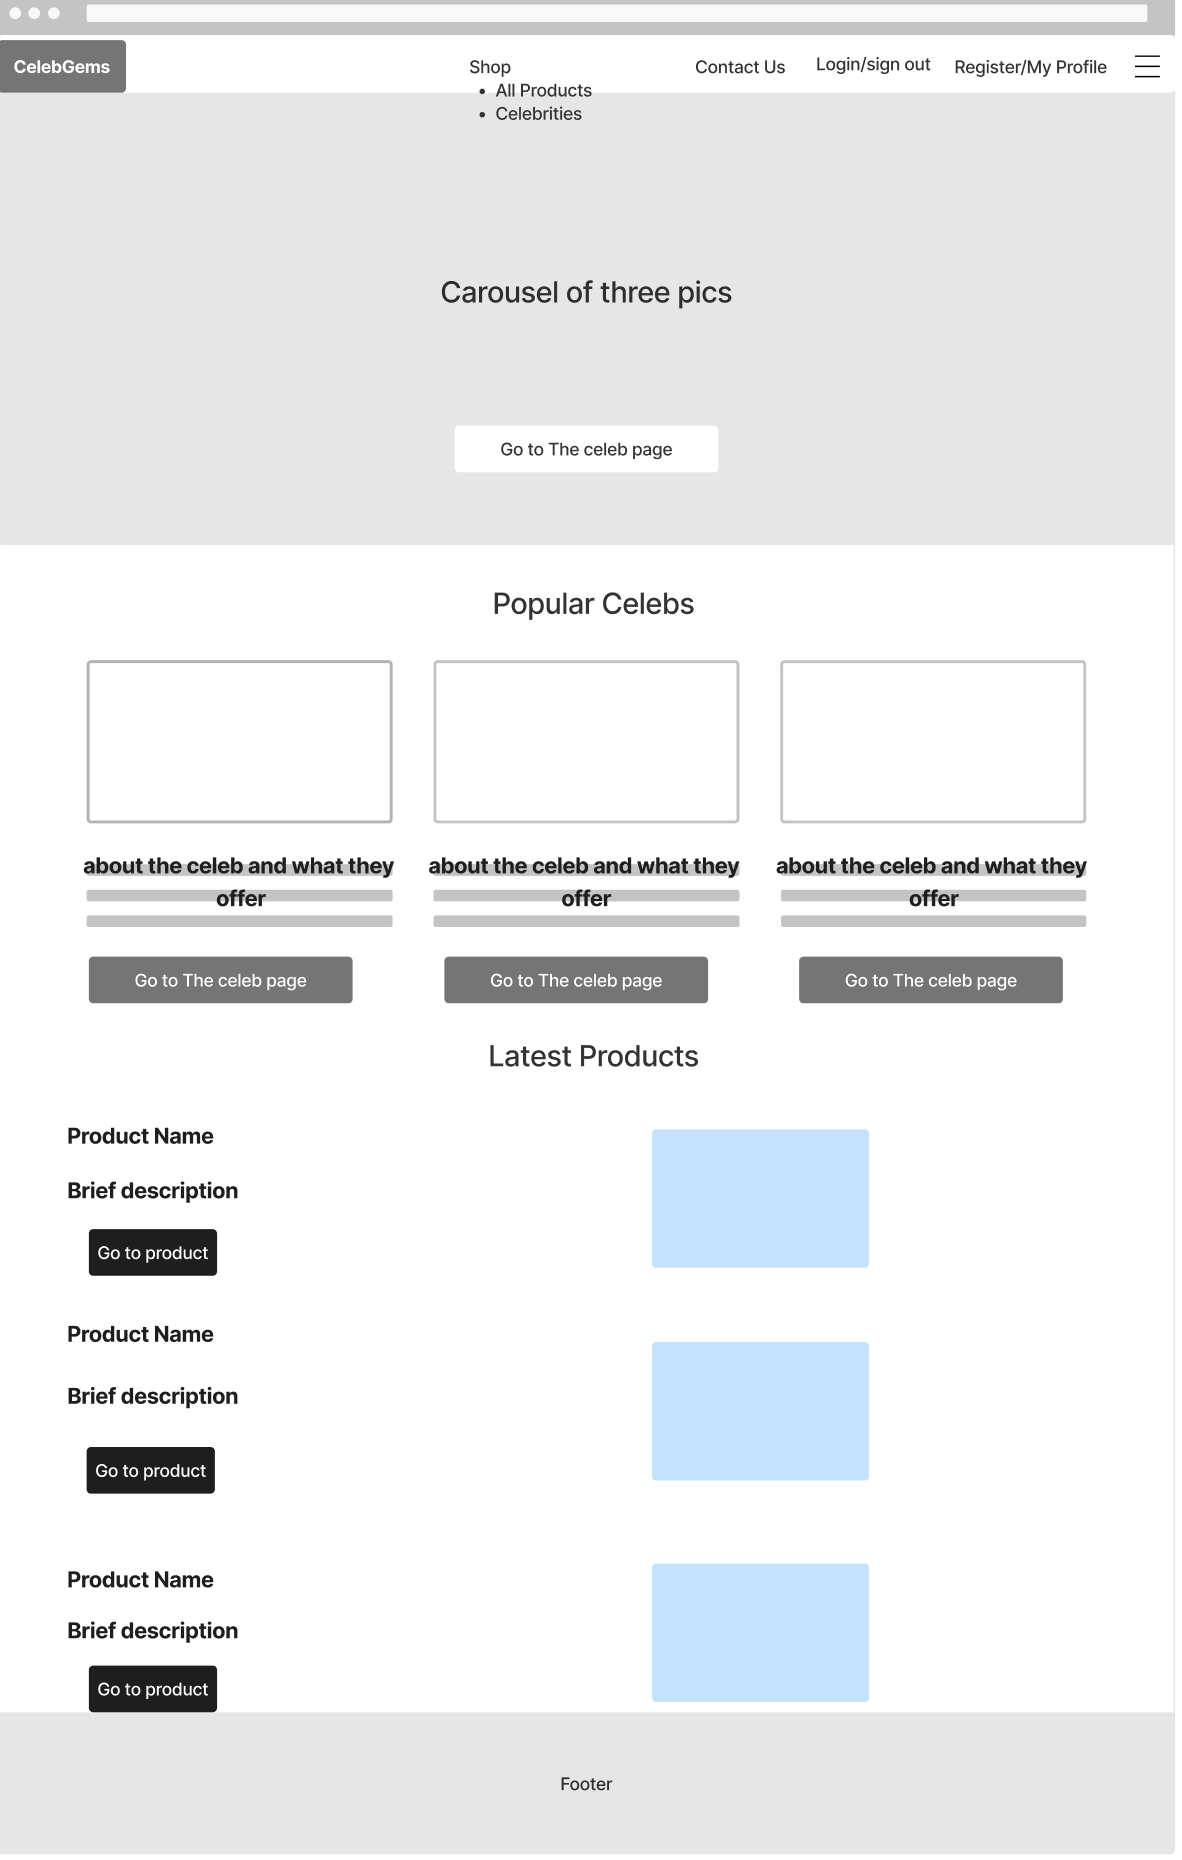 CelebGems
Shop
• All Products
• Celebrities
Contact Us
Login/sign out
Register/My Profile
Carousel of three pics
Go to The celeb page
Popular Celebs
about the celeb and what they
offer
about the celeb and what they
offer
about the celeb and what they
offer
Go to The celeb page
Go to The celeb page
Go to The celeb page
Latest Products
Product Name
Brief description
Go to product
Product Name
Brief description
Go to product
Product Name
Brief description
Go to product
Footer